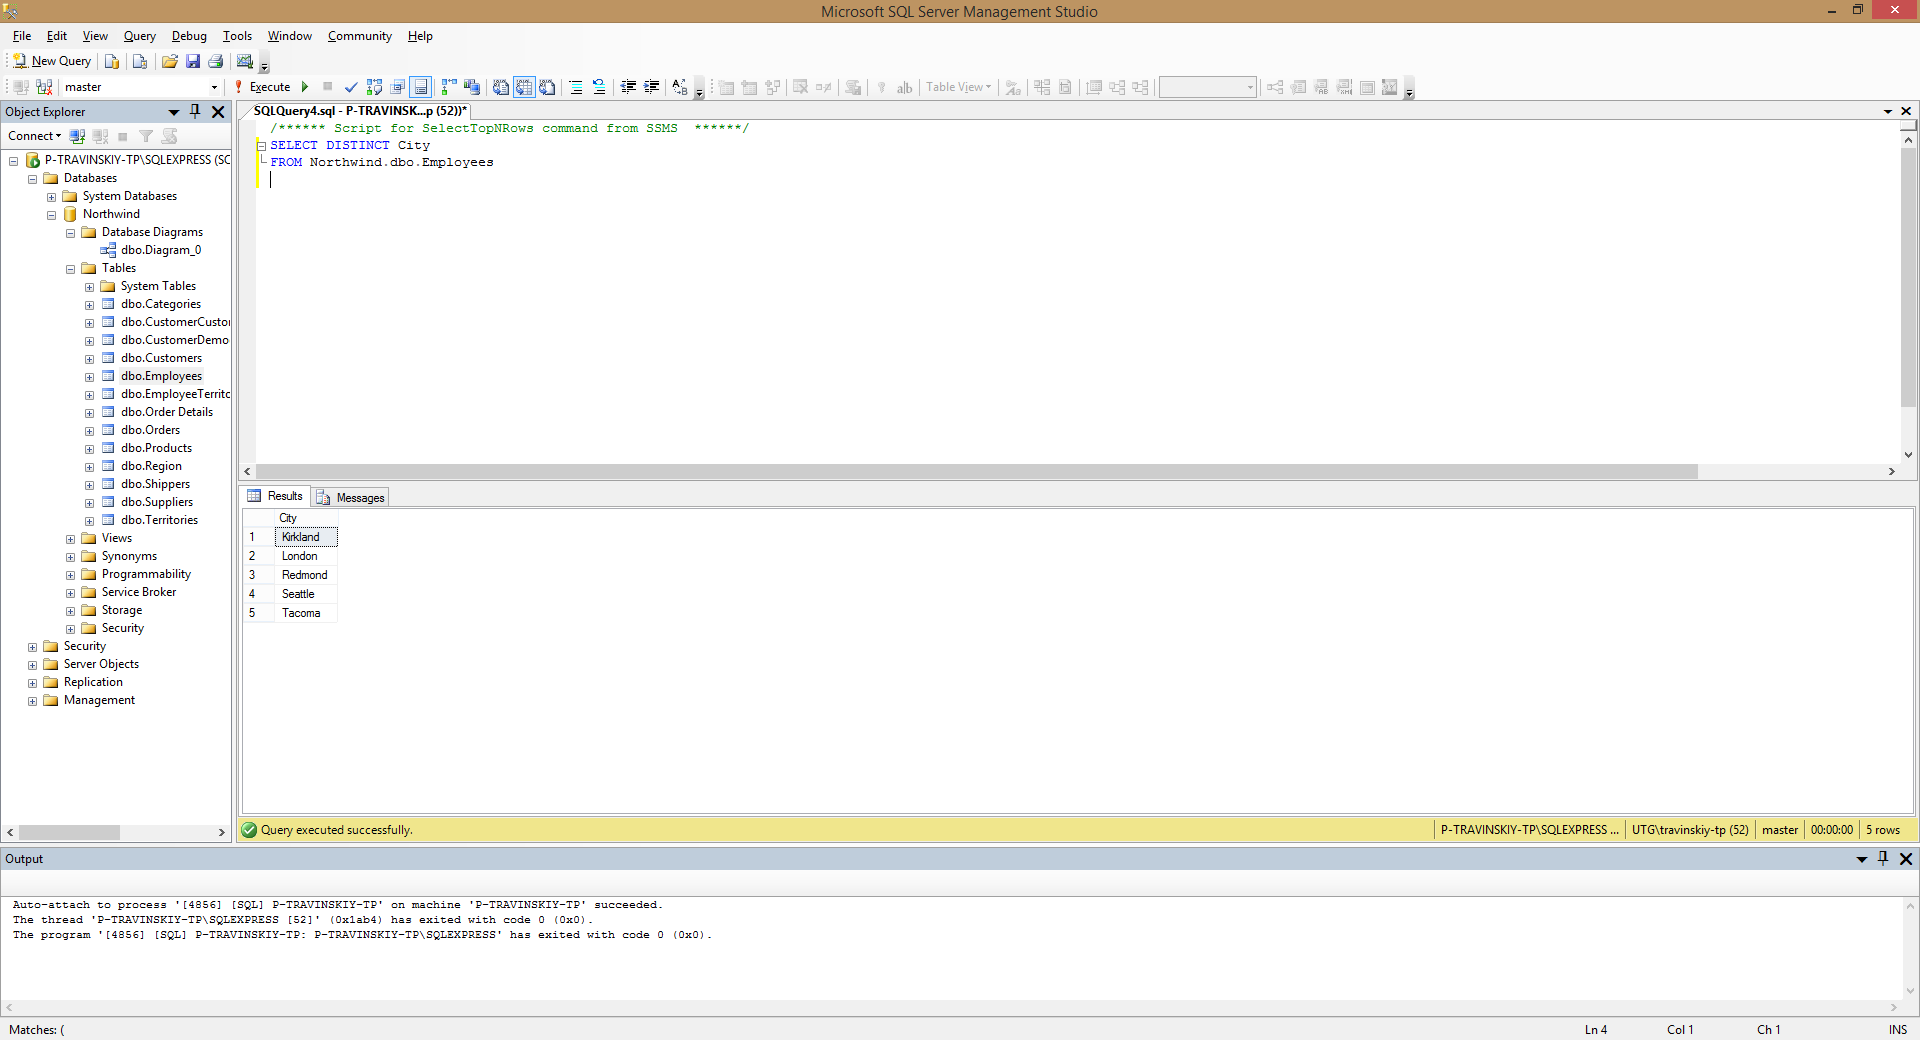 Microsoft SQL Server Management Studio
File Edit View Query Debug Tools Window Community Help
New Query
master
Execute
ab|
Table View
Object Explorer
Connect
P-TRAVINSKIY-TP\SQLEXPRESS (SC
Databases
System Databases
Northwind
Database Diagrams
dbo.Diagram_0
Tables
System Tables
dbo.Categories
dbo.CustomerCustor
dbo.CustomerDemo
dbo.Customers
dbo.Employees
dbo.EmployeeTerritc
dbo.Order Details
dbo.Orders
dbo.Products
dbo.Region
dbo.Shippers
dbo.Suppliers
dbo.Territories
Views
Synonyms
Programmability
Service Broker
Storage
Security
Security
Server Objects
Replication
Management
SQLQuery4.sql - P-TRAVINSK...p (52))*
/****** Script for SelectTopNRows command from SSMS  ******/
SELECT DISTINCT City
FROM Northwind.dbo.Employees
Results Messages
City
1 Kirkland
2 London
3 Redmond
4 Seattle
5 Tacoma
Query executed successfully. P-TRAVINSKIY-TP\SQLEXPRESS ... UTG\travinskiy-tp (52) master 00:00:00 5 rows
Output
Auto-attach to process '[4856] [SQL] P-TRAVINSKIY-TP' on machine 'P-TRAVINSKIY-TP' succeeded.
The thread 'P-TRAVINSKIY-TP\SQLEXPRESS [52]' (0x1ab4) has exited with code 0 (0x0).
The program '[4856] [SQL] P-TRAVINSKIY-TP: P-TRAVINSKIY-TP\SQLEXPRESS' has exited with code 0 (0x0).
Matches: ( Ln 4 Col 1 Ch 1 INS